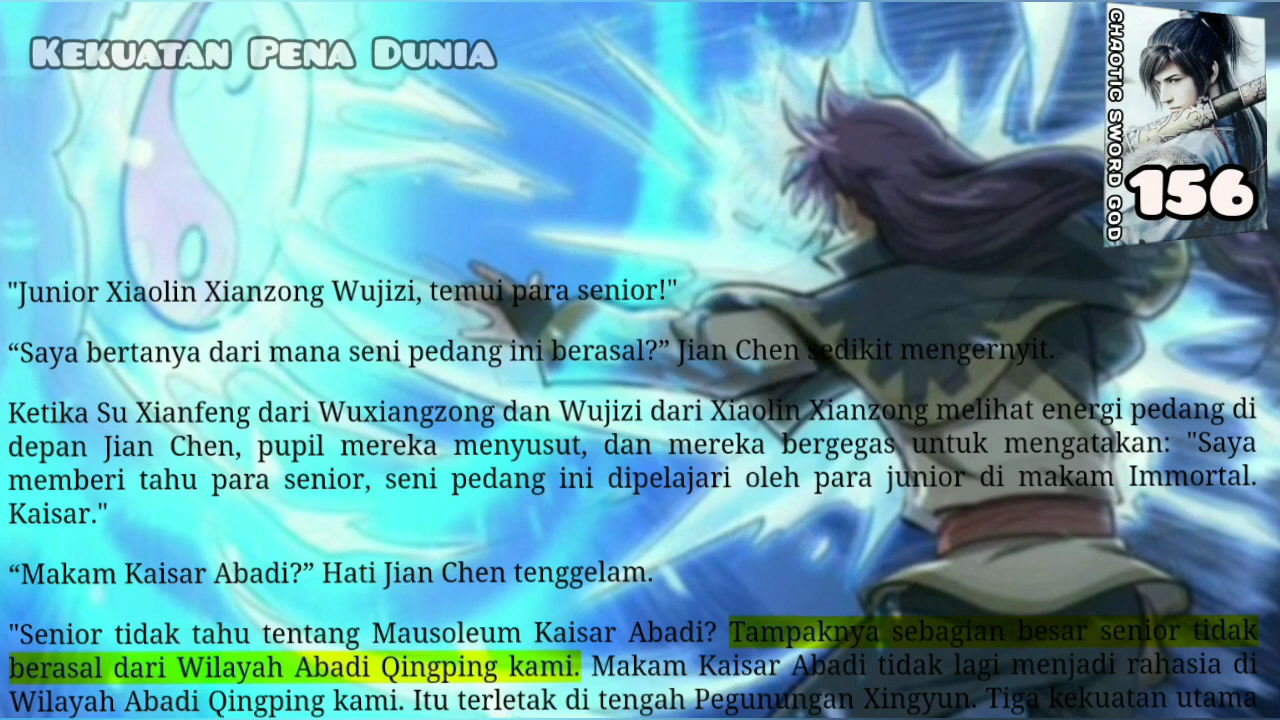 KEKUATAN PENA DUNIA
CHAOTIC SWORD GOD
156
"Junior Xiaolin Xianzong Wujizi, temui para senior!"
“Saya bertanya dari mana seni pedang ini berasal?” Jian Chen sedikit mengernyit.
Ketika Su Xianfeng dari Wuxiangzong dan Wujizi dari Xiaolin Xianzong melihat energi pedang di
depan Jian Chen, pupil mereka menyusut, dan mereka bergegas untuk mengatakan: "Saya
memberi tahu para senior, seni pedang ini dipelajari oleh para junior di makam Immortal.
Kaisar."
“Makam Kaisar Abadi?” Hati Jian Chen tenggelam.
"Senior tidak tahu tentang Mausoleum Kaisar Abadi? Tampaknya sebagian besar senior tidak
berasal dari Wilayah Abadi Qingping kami. Makam Kaisar Abadi tidak lagi menjadi rahasia di
Wilayah Abadi Qingping kami. Itu terletak di tengah Pegunungan Xingyun. Tiga kekuatan utama